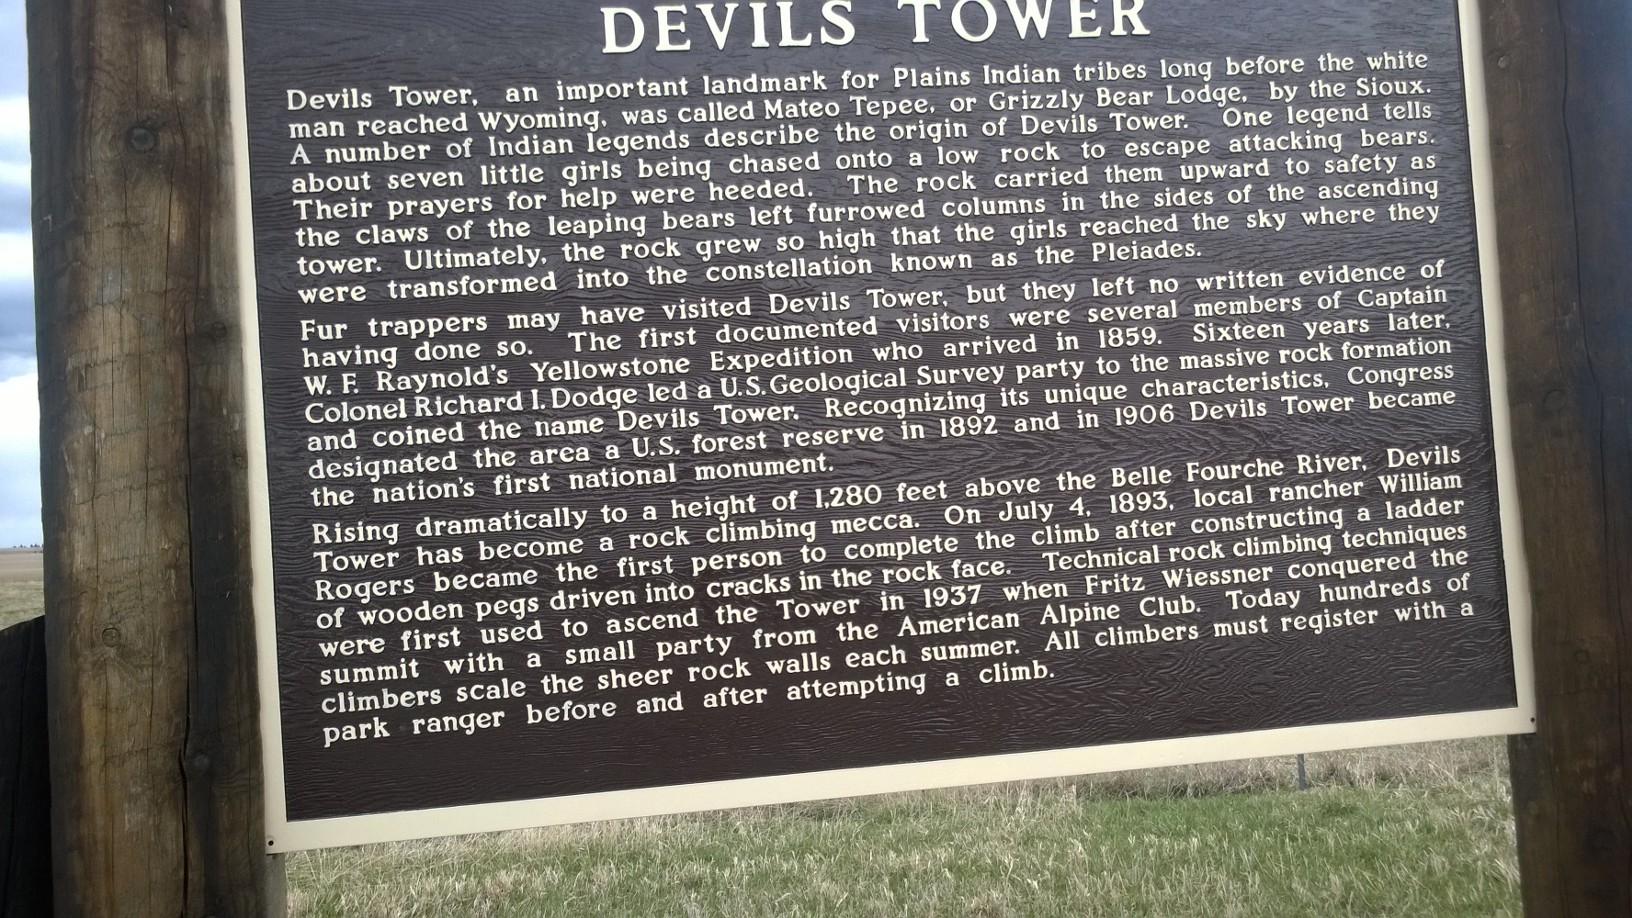 DEVILS TOWER
Devils Tower, an important landmark for Plains Indian tribes long before the white
man reached Wyoming, was called Mateo Tepee, or Grizzly Bear Lodge, by the Sioux.
A number of Indian legends describe the origin of Devils Tower. One legend tells
about seven little girls being chased onto a low rock to escape attacking bears.
Their prayers for help were heeded. The rock carried them upward to safety as
the claws of the leaping bears left furrowed columns in the sides of the ascending
tower. Ultimately, the rock grew so high that the girls reached the sky where they
were transformed into the constellation known as the Pleiades.
Fur trappers may have visited Devils Tower, but they left no written evidence of
having done so. The first documented visitors were several members of Captain
W. F. Raynold's Yellowstone Expedition who arrived in 1859. Sixteen years later,
Colonel Richard I. Dodge led a U.S. Geological Survey party to the massive rock formation
and coined the name Devils Tower. Recognizing its unique characteristics, Congress
designated the area a U.S. forest reserve in 1892 and in 1906 Devils Tower became
the nation's first national monument.
Rising dramatically to a height of 1,280 feet above the Belle Fourche River, Devils
Tower has become a rock climbing mecca. On July 4, 1893, local rancher William
Rogers became the first person to complete the climb after constructing a ladder
of wooden pegs driven into cracks in the rock face. Technical rock climbing techniques
were first used to ascend the Tower in 1937 when Fritz Wiessner conquered the
summit with a small party from the American Alpine Club. Today hundreds of
climbers scale the sheer rock walls each summer. All climbers must register with a
park ranger before and after attempting a climb.